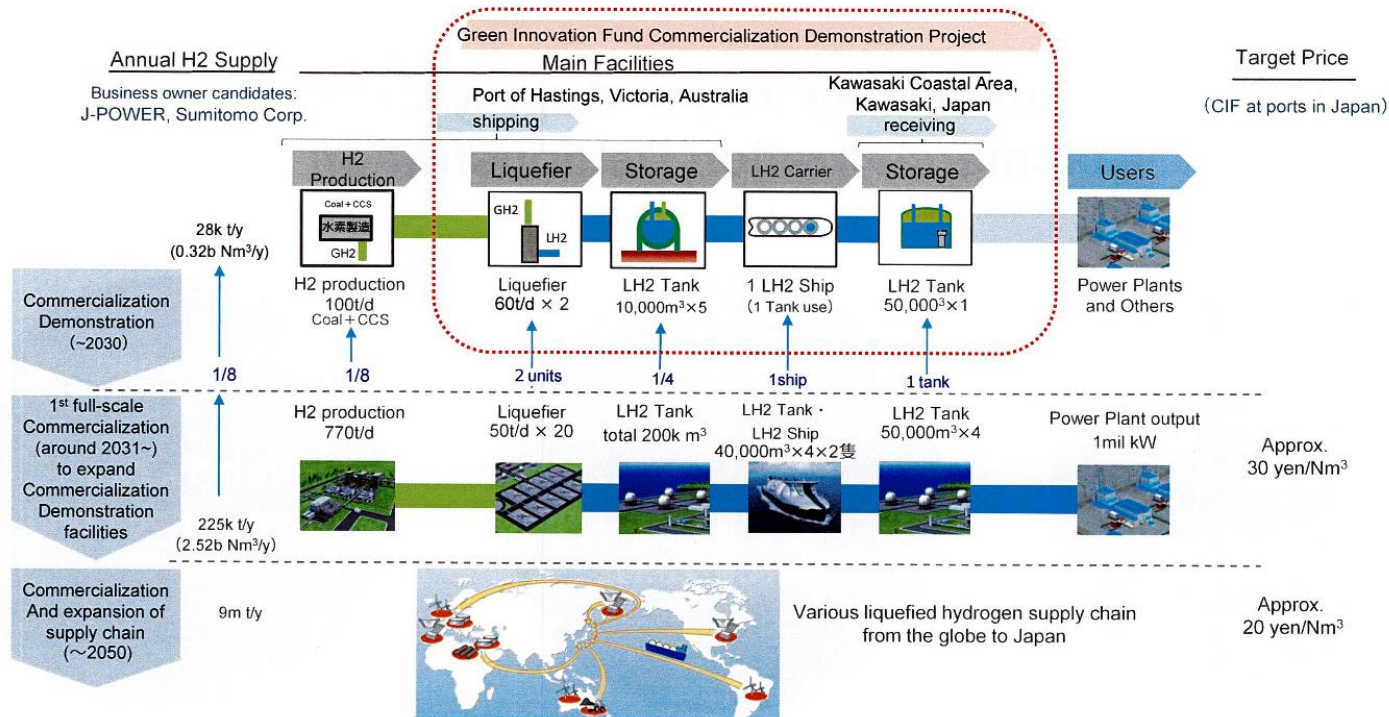 Green Innovation Fund Commercialization Demonstration Project
Annual H2 Supply
Main Facilities
Target Price
Business owner candidates:
J-POWER, Sumitomo Corp.
Port of Hastings, Victoria, Australia
shipping
Kawasaki Coastal Area,
Kawasaki, Japan
receiving
(CIF at ports in Japan)
H2
Production
Liquefier
Storage
LH2 Carrier
Storage
Users
Coal+CCS
水素製造
GH2
GH2
LH2
28k t/y
(0.32b Nm³/y)
H2 production
100t/d
Coal+CCS
Liquefier
60t/d × 2
LH2 Tank
10,000m³×5
1 LH2 Ship
(1 Tank use)
LH2 Tank
50,000³×1
Power Plants
and Others
Commercialization
Demonstration
(~2030)
1/8
1/8
2 units
1/4
1ship
1 tank
1st full-scale
Commercialization
(around 2031~)
to expand
Commercialization
Demonstration
facilities
225k t/y
(2.52b Nm³/y)
H2 production
770t/d
Liquefier
50t/d × 20
LH2 Tank
total 200k m³
LH2 Tank・
LH2 Ship
40,000m³×4×2隻
LH2 Tank
50,000m³×4
Power Plant output
1mil kW
Approx.
30 yen/Nm³
Commercialization
And expansion of
supply chain
(～2050)
9m t/y
Various liquefied hydrogen supply chain
from the globe to Japan
Approx.
20 yen/Nm³